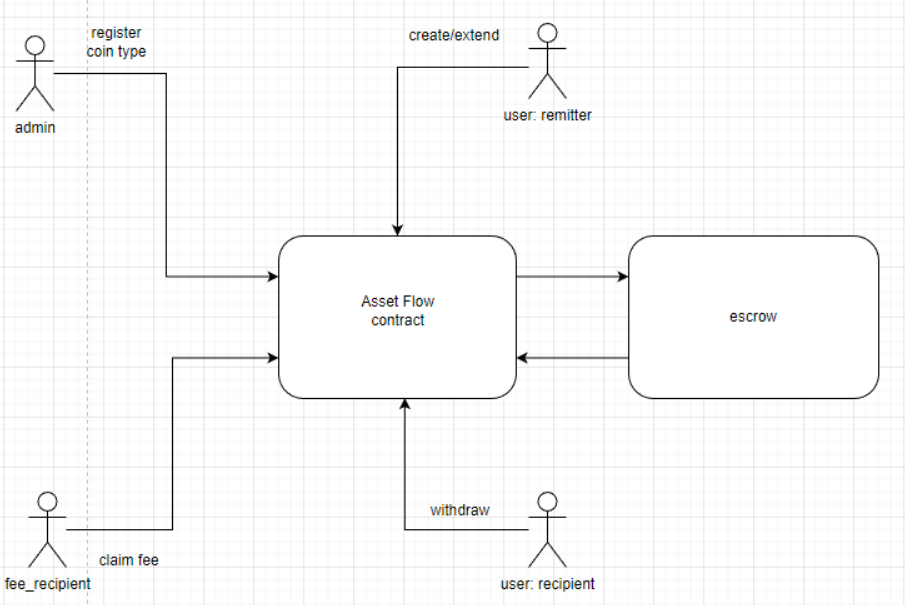 register
coin type
create/extend
admin
user: remitter
Asset Flow
contract
escrow
withdraw
claim fee
fee_recipient
user: recipient